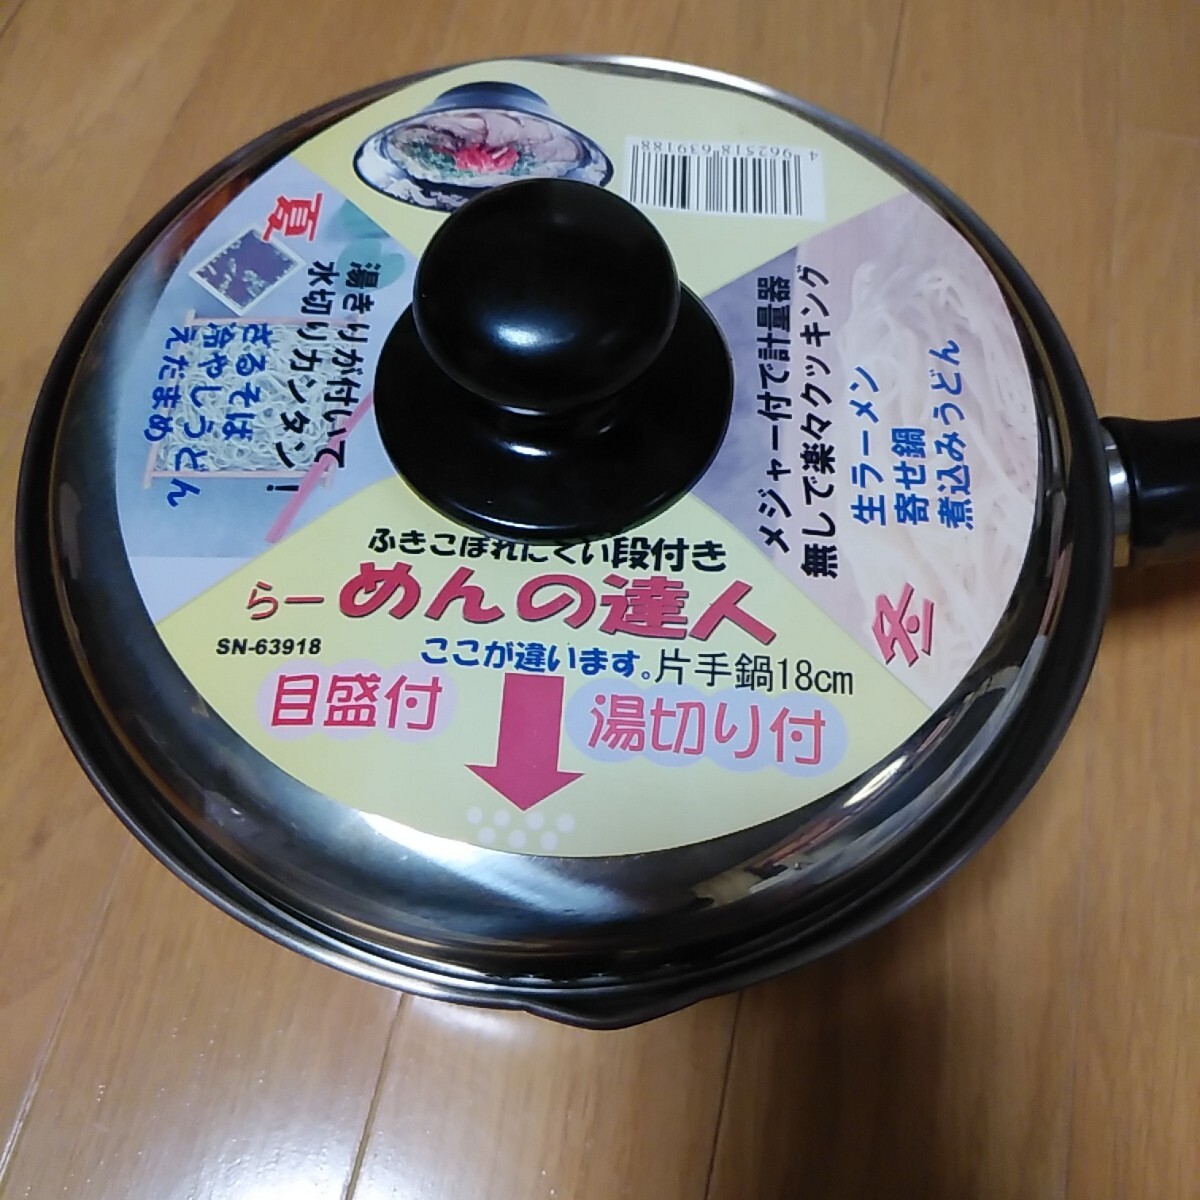 4 962518 639188
夏
湯きりが付いて
水切りカンタン!
ざるそば
冷やしうどん
えだまめ
メジャー付で計量器
無しで楽々クッキング
生ラーメン
寄せ鍋
煮込みうどん
冬
ふきこぼれにくい段付き
らーめんの達人
SN-63918
ここが違います。片手鍋18cm
目盛付
湯切り付